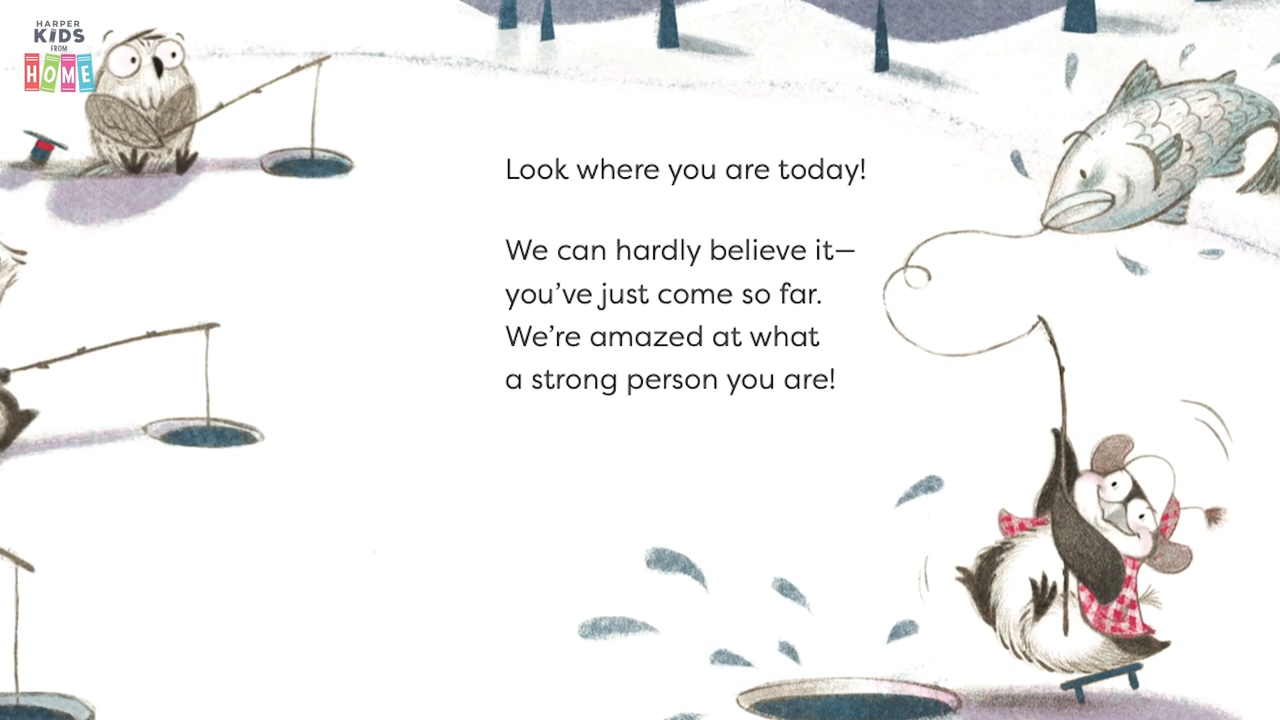 HARPER
KIDS
FROM
HOME
Look where you are today!
We can hardly believe it—
you’ve just come so far.
We’re amazed at what
a strong person you are!